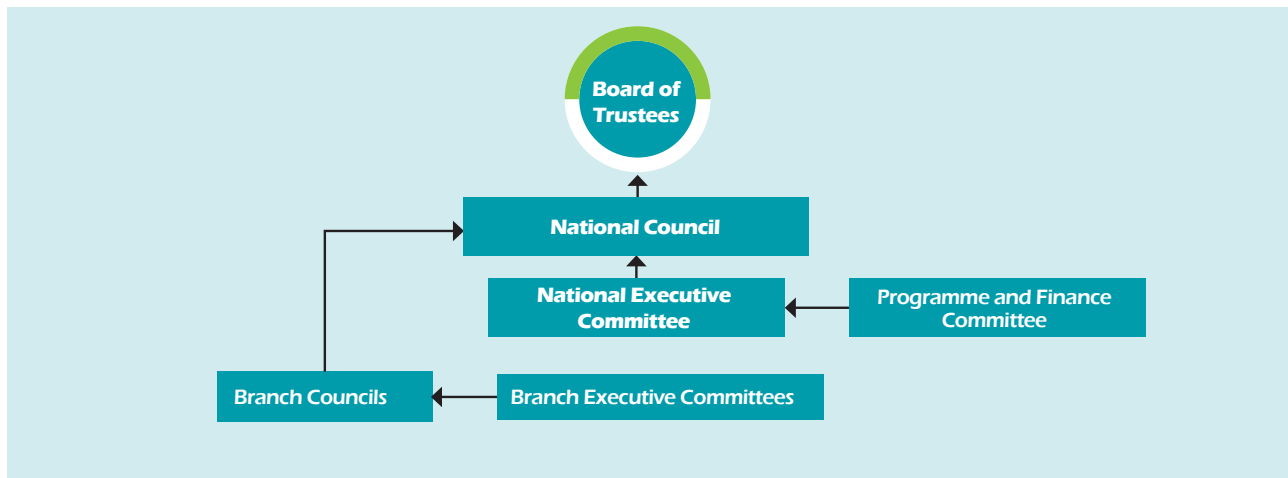 Board of
Trustees
National Council
National Executive
Committee
Programme and Finance
Committee
Branch Councils
Branch Executive Committees